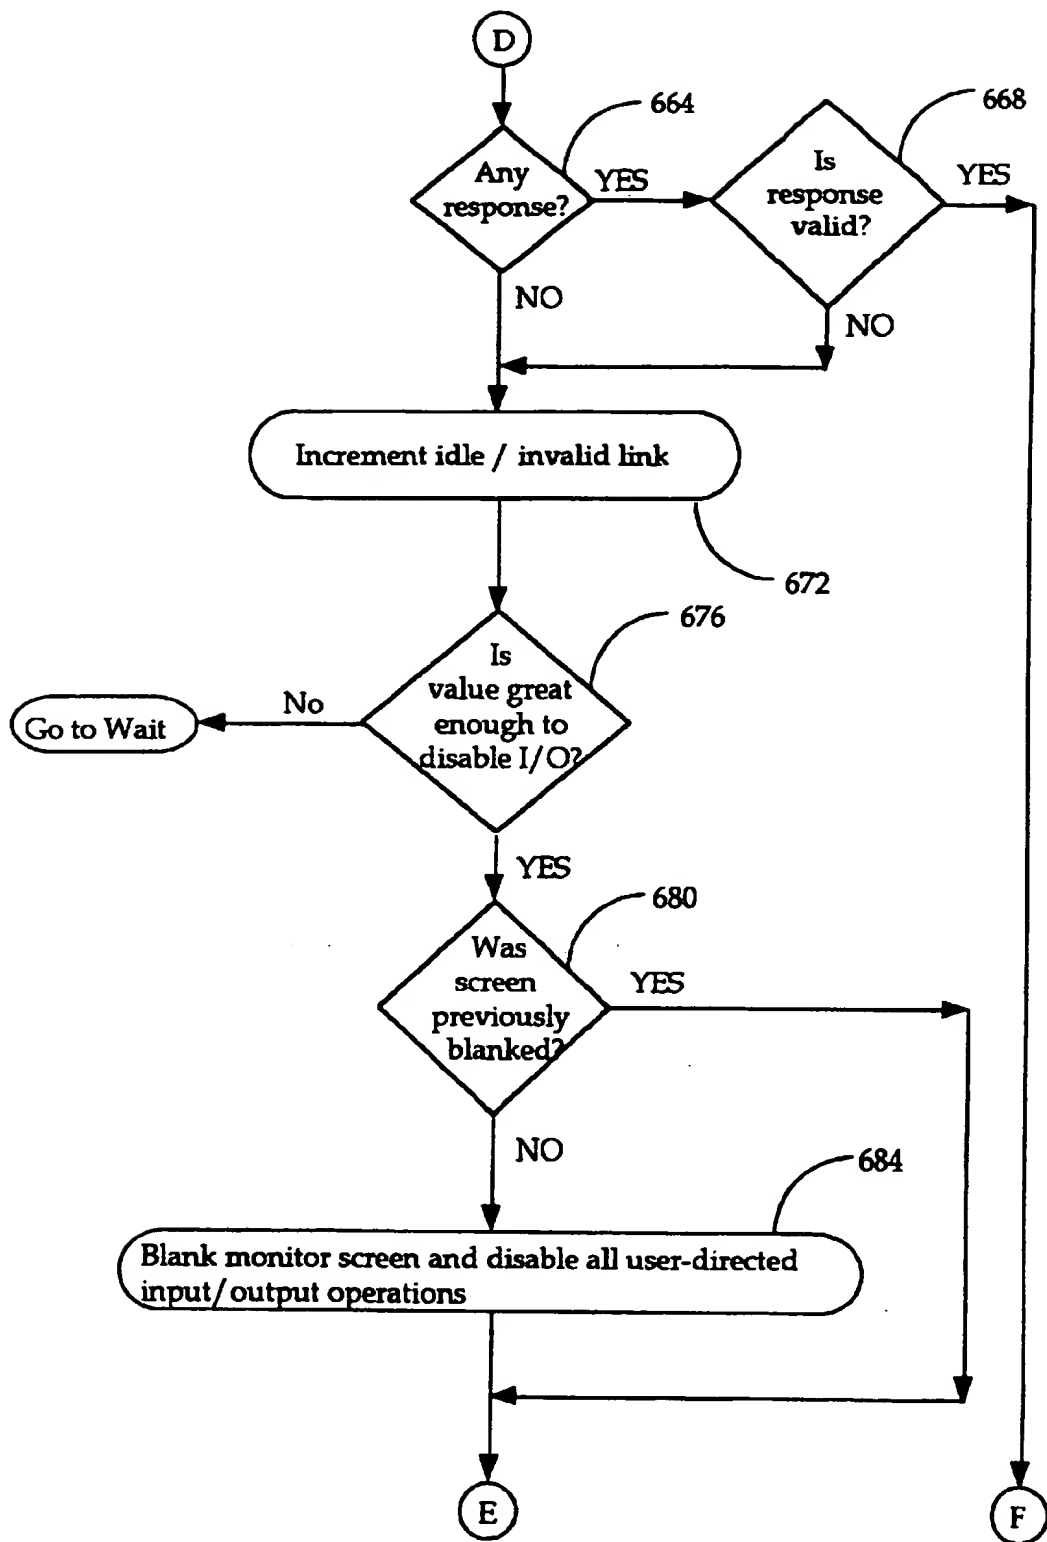 D
664
668
Any
response?
YES
Is
response
valid?
YES
NO
NO
Increment idle / invalid link
672
676
Is
value great
enough to
disable I/O?
No
Go to Wait
YES
680
Was
screen
previously
blanked?
YES
NO
684
Blank monitor screen and disable all user-directed
input/output operations
E
F